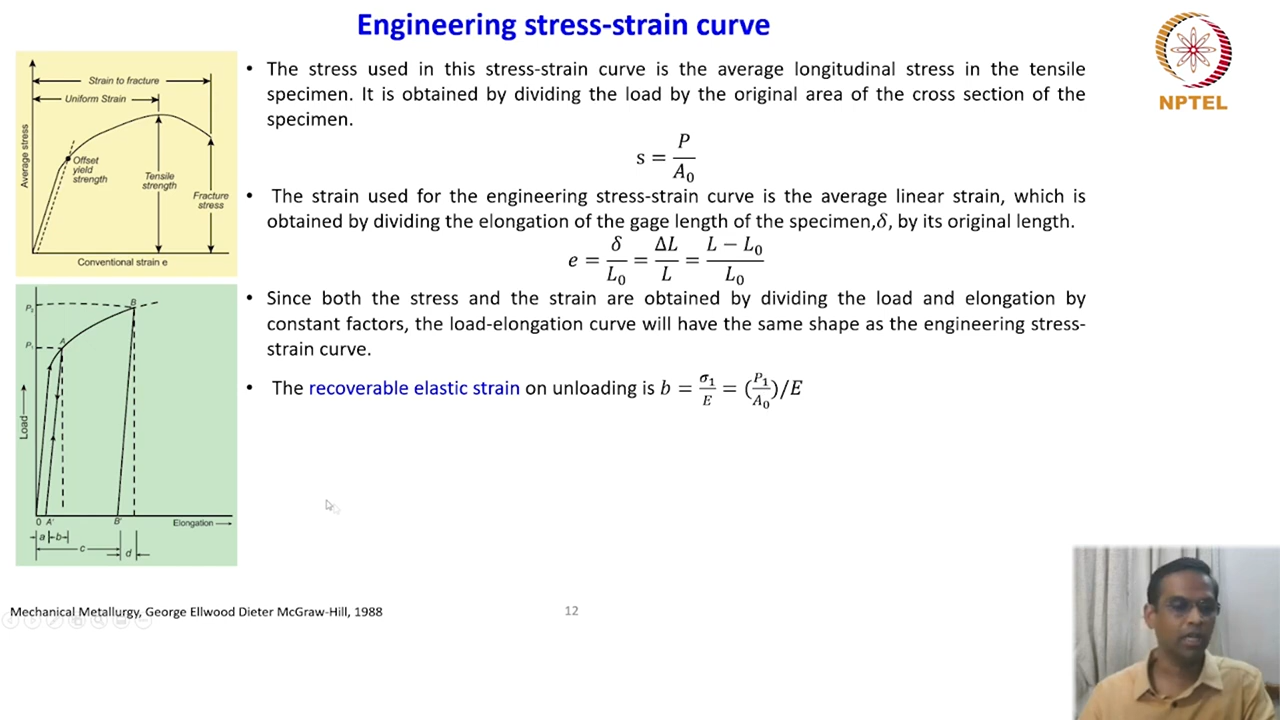 Engineering stress-strain curve
NPTEL
Strain to fracture
Uniform Strain
Average stress
Offset
yield
strength
Tensile
strength
Fracture
stress
Conventional strain e
• The stress used in this stress-strain curve is the average longitudinal stress in the tensile
specimen. It is obtained by dividing the load by the original area of the cross section of the
specimen.
s = P/A₀
• The strain used for the engineering stress-strain curve is the average linear strain, which is
obtained by dividing the elongation of the gage length of the specimen,δ, by its original length.
e = δ/L₀ = ΔL/L = (L − L₀)/L₀
• Since both the stress and the strain are obtained by dividing the load and elongation by
constant factors, the load-elongation curve will have the same shape as the engineering stress-
strain curve.
• The recoverable elastic strain on unloading is b = σ₁/E = (P₁/A₀)/E
P₂
B
P₁
A
Load
0 A' B' Elongation
a b
c d
Mechanical Metallurgy, George Ellwood Dieter McGraw-Hill, 1988
12